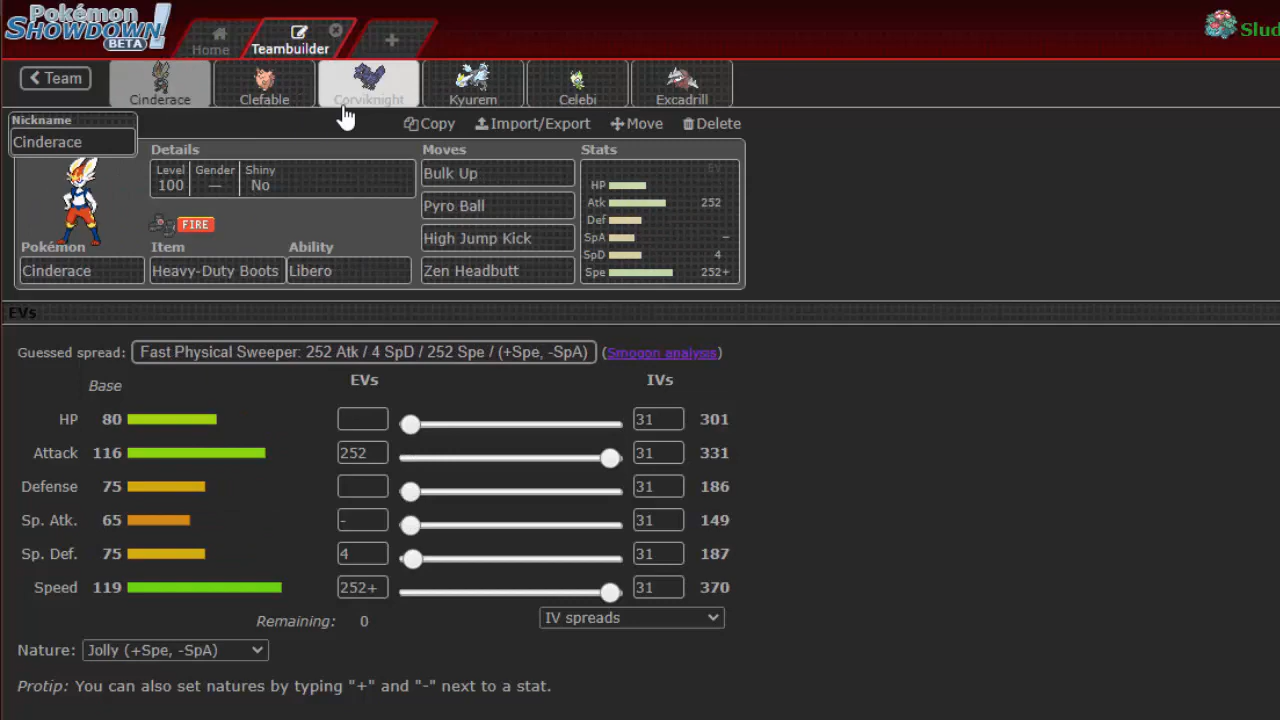 Pokémon
SHOWDOWN!
BETA
Home
Teambuilder
+
Slud
< Team
Cinderace
Clefable
Corviknight
Kyurem
Celebi
Excadrill
Nickname
Cinderace
Copy
Import/Export
Move
Delete
Details
Level
100
Gender
—
Shiny
No
FIRE
Pokémon
Cinderace
Item
Heavy-Duty Boots
Ability
Libero
Moves
Bulk Up
Pyro Ball
High Jump Kick
Zen Headbutt
Stats
EV
HP
Atk 252
Def
SpA –
SpD 4
Spe 252+
EVs
Guessed spread: Fast Physical Sweeper: 252 Atk / 4 SpD / 252 Spe / (+Spe, -SpA) (Smogon analysis)
Base EVs IVs
HP 80 31 301
Attack 116 252 31 331
Defense 75 31 186
Sp. Atk. 65 - 31 149
Sp. Def. 75 4 31 187
Speed 119 252+ 31 370
Remaining: 0 IV spreads
Nature: Jolly (+Spe, -SpA)
Protip: You can also set natures by typing "+" and "-" next to a stat.